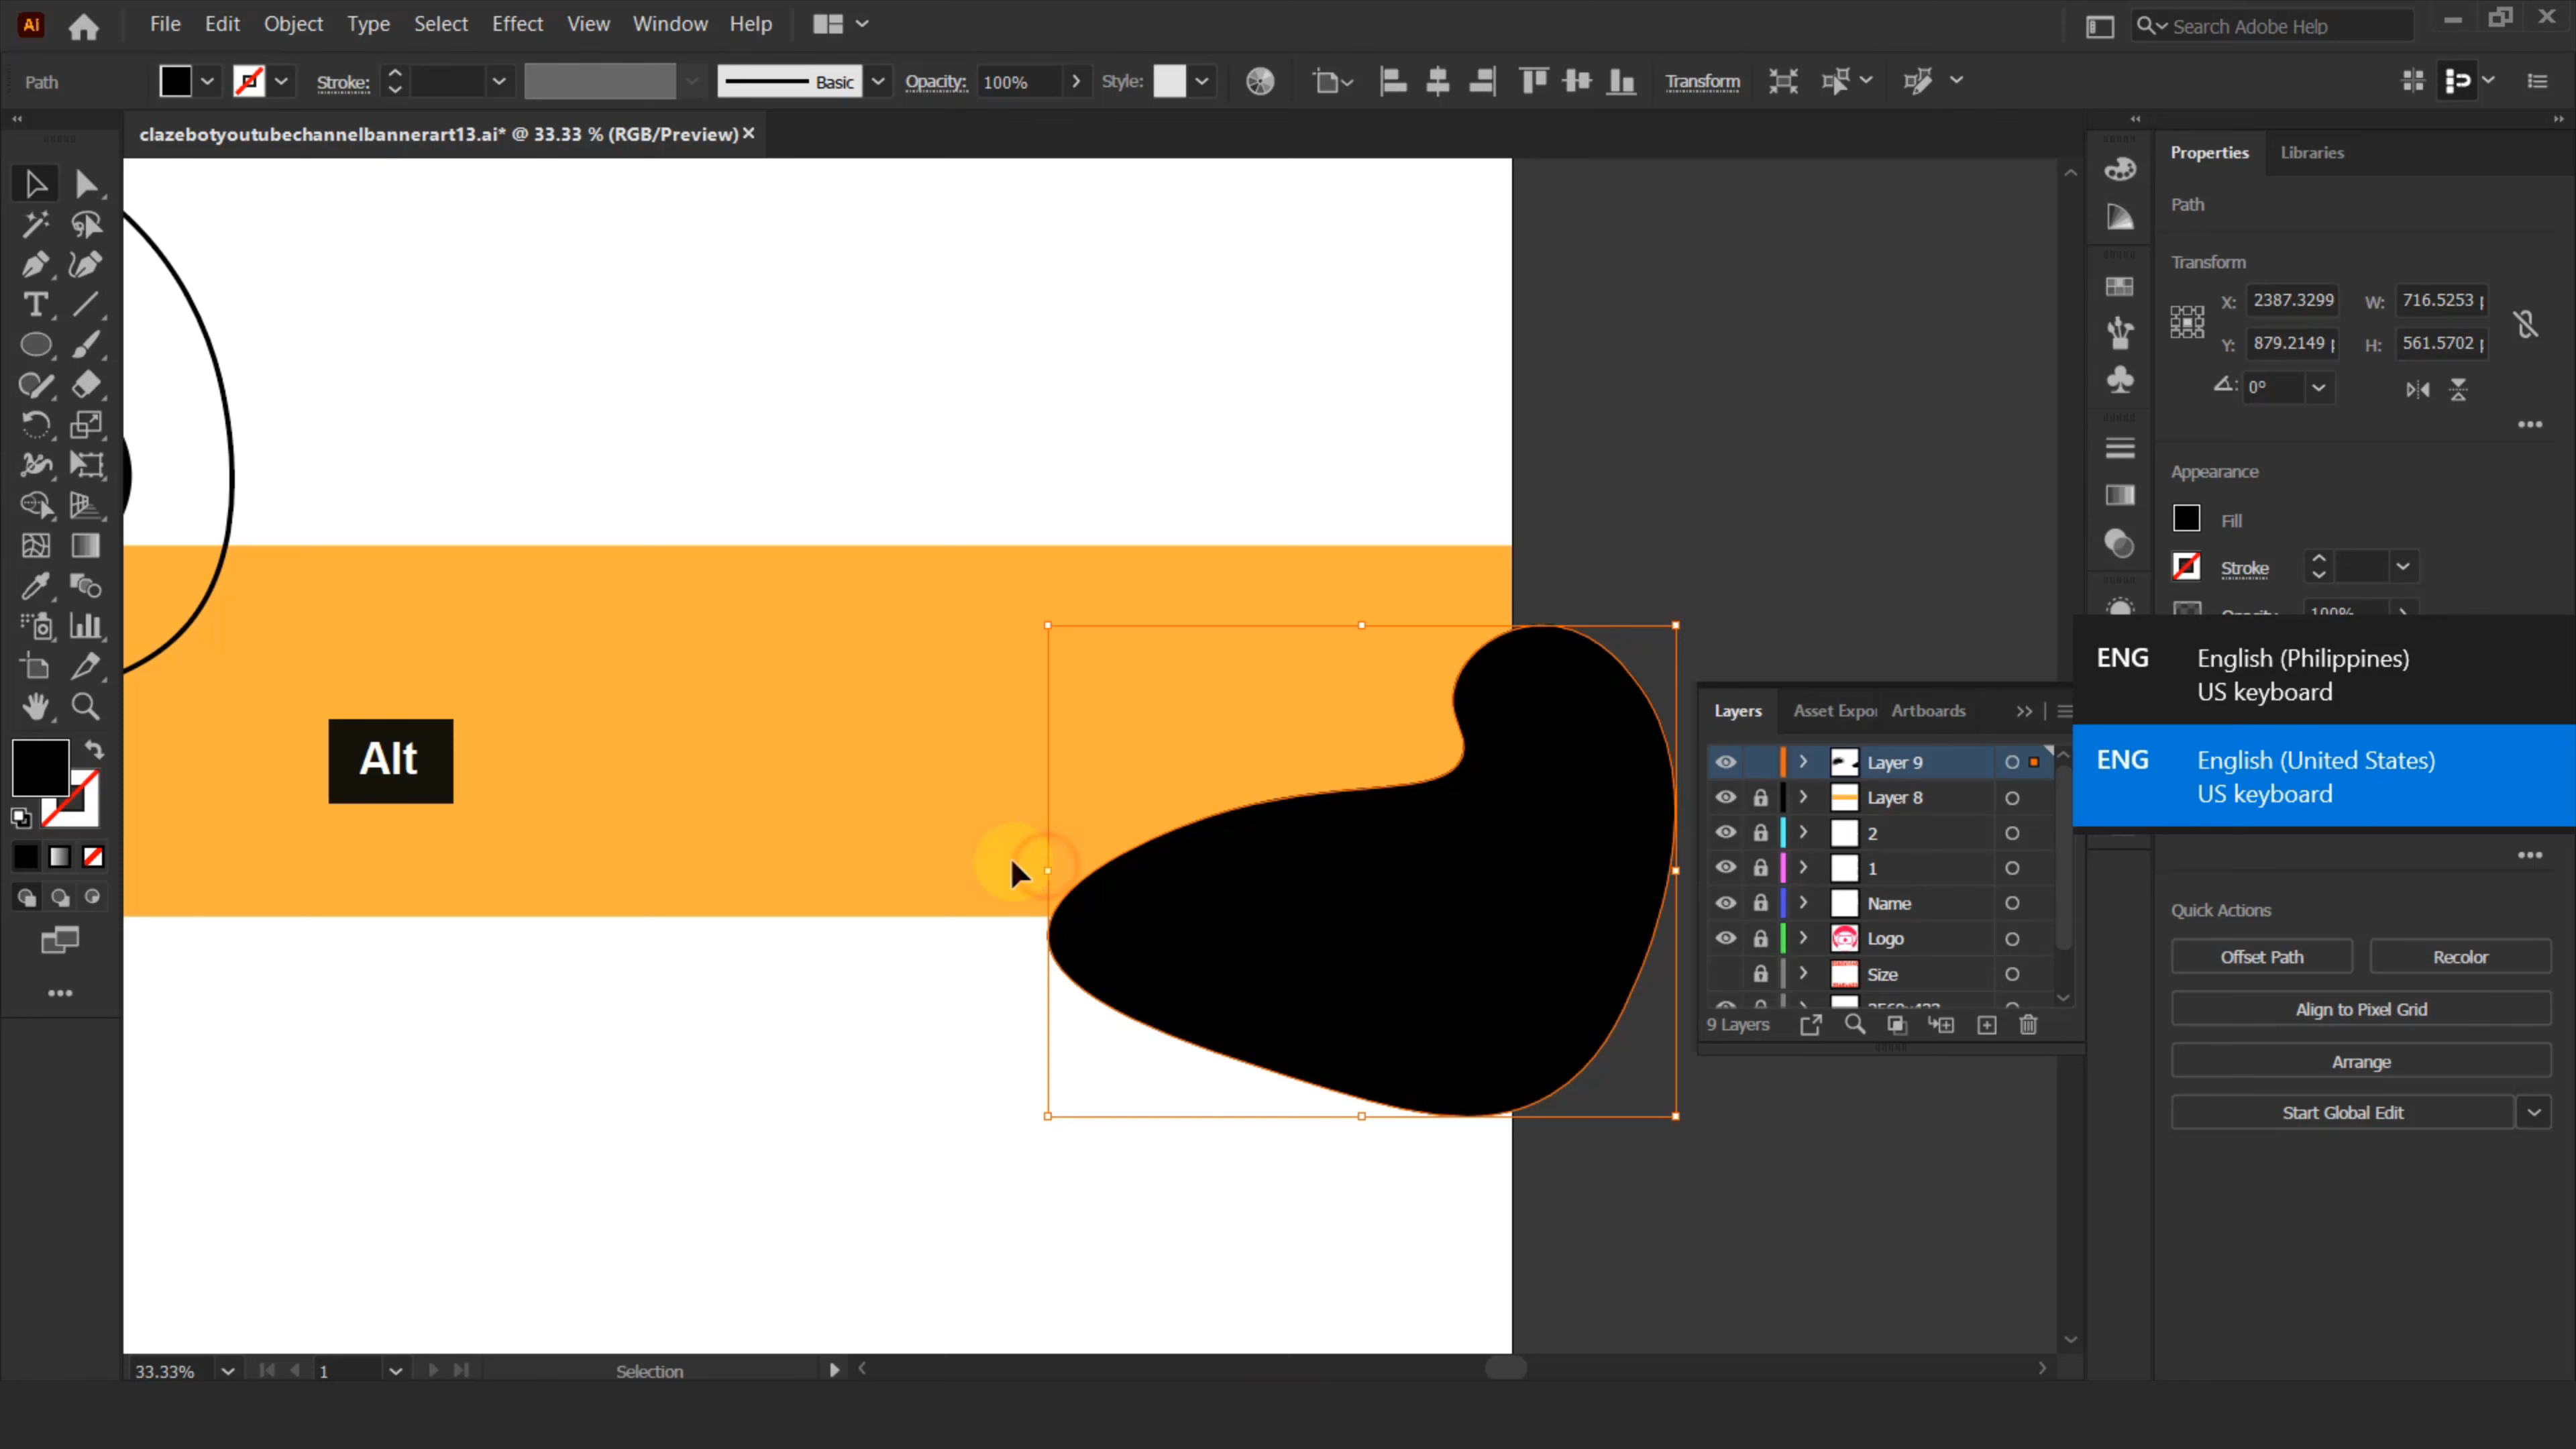 Ai
File Edit Object Type Select Effect View Window Help
Search Adobe Help
Path
Stroke:
Basic
Opacity: 100%
Style:
Transform
clazebotyoutubechannelbannerart13.ai* @ 33.33 % (RGB/Preview)
Properties Libraries
Path
Transform
X: 2387.3299 W: 716.5253 p
Y: 879.2149 p H: 561.5702 p
0°
Appearance
Fill
Stroke
Opacity 100%
ENG English (Philippines)
US keyboard
ENG English (United States)
US keyboard
Alt
Layers Asset Expo Artboards
Layer 9
Layer 8
2
1
Name
Logo
Size
9 Layers
Quick Actions
Offset Path Recolor
Align to Pixel Grid
Arrange
Start Global Edit
33.33% 1 Selection